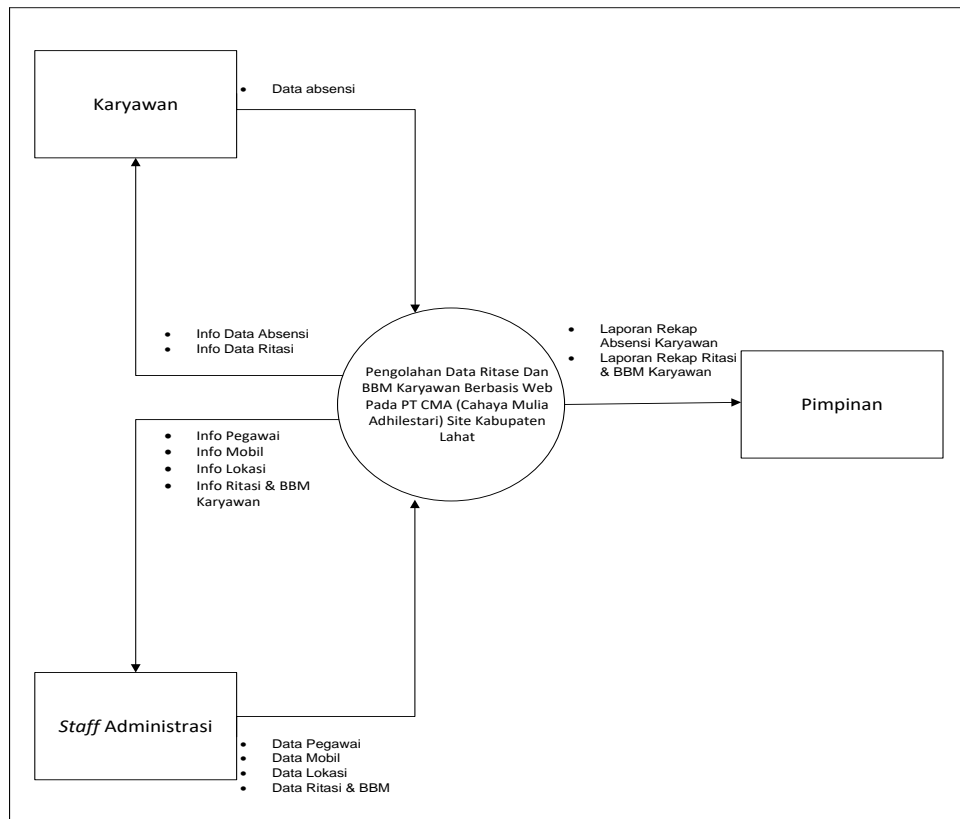 Karyawan
• Data absensi
• Info Data Absensi
• Info Data Ritasi
Pengolahan Data Ritase Dan
BBM Karyawan Berbasis Web
Pada PT CMA (Cahaya Mulia
Adhilestari) Site Kabupaten
Lahat
• Laporan Rekap
Absensi Karyawan
• Laporan Rekap Ritasi
& BBM Karyawan
Pimpinan
• Info Pegawai
• Info Mobil
• Info Lokasi
• Info Ritasi & BBM
Karyawan
Staff Administrasi
• Data Pegawai
• Data Mobil
• Data Lokasi
• Data Ritasi & BBM